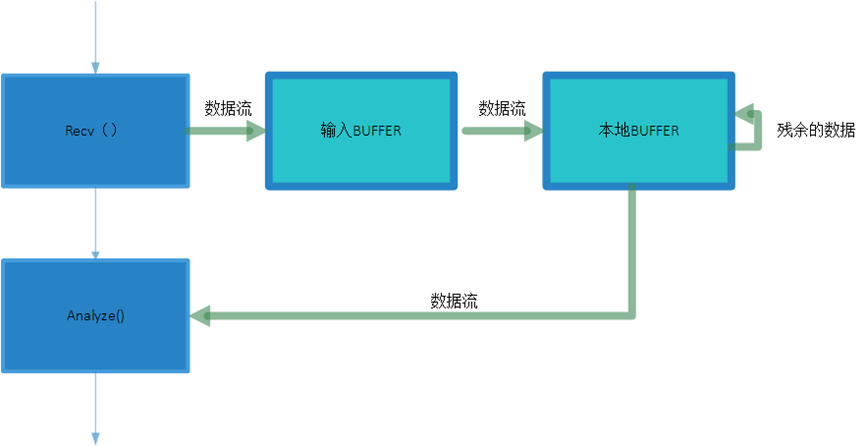 数据流
数据流
Recv（）
输入BUFFER
本地BUFFER
残余的数据
数据流
Analyze()